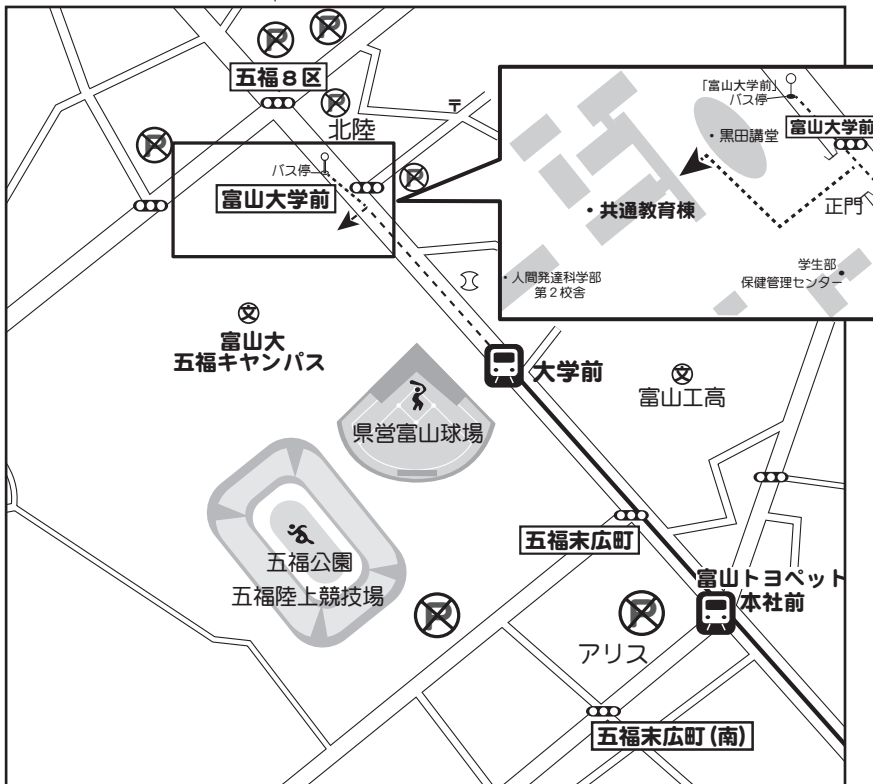 五福8区
北陸
〒
バス停
富山大学前
「富山大学前」
バス停
富山大学前
・黒田講堂
・共通教育棟
正門
学生部
保健管理センター
・人間発達科学部
第2校舎
文
富山大
五福キャンパス
大学前
文
富山工高
県営富山球場
五福公園
五福陸上競技場
五福末広町
富山トヨペット
本社前
アリス
五福末広町(南)
P
P
P
P
P
P
P